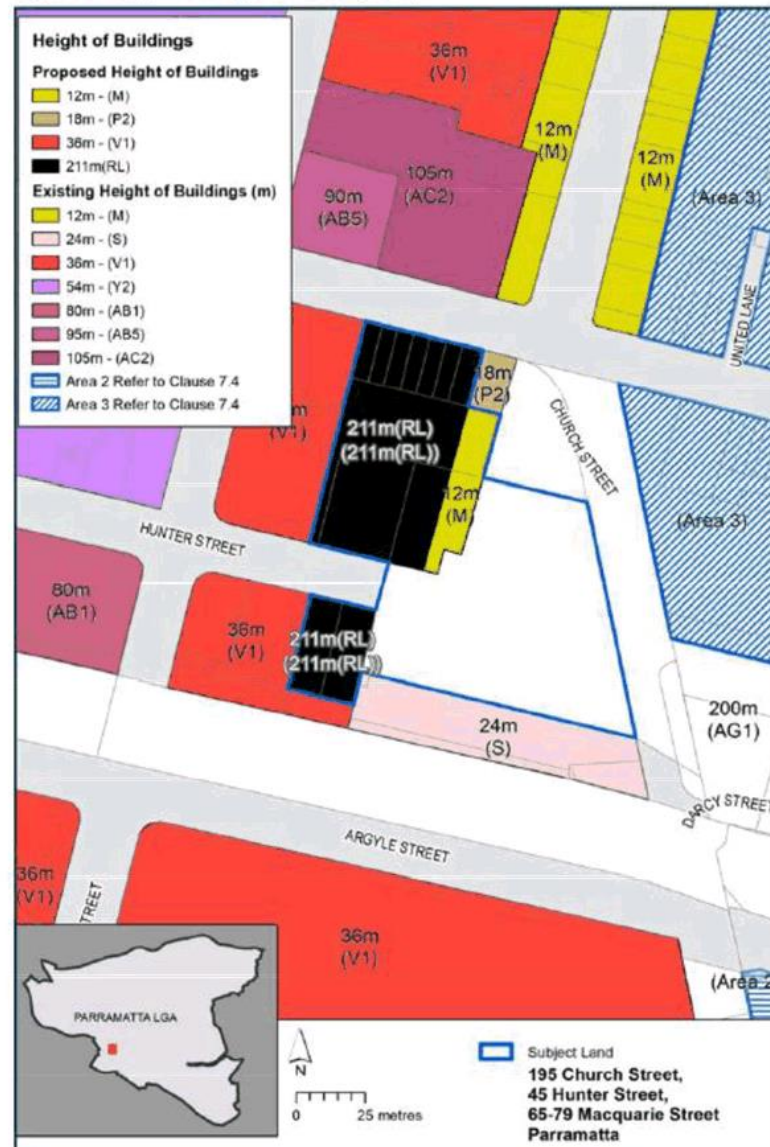 Height of Buildings
Proposed Height of Buildings
12m - (M)
18m - (P2)
36m - (V1)
211m(RL)
Existing Height of Buildings (m)
12m - (M)
24m - (S)
36m - (V1)
54m - (Y2)
80m - (AB1)
95m - (AB5)
105m - (AC2)
Area 2 Refer to Clause 7.4
Area 3 Refer to Clause 7.4
36m
(V1)
12m
(M)
105m
(AC2)
90m
(AB5)
12m
(M)
(Area 3)
UNITED LANE
18m
(P2)
CHURCH STREET
(V1)
211m(RL)
(211m(RL))
12m
(M)
(Area 3)
HUNTER STREET
80m
(AB1)
36m
(V1)
211m(RL)
(211m(RL))
24m
(S)
200m
(AG1)
DARCY STREET
ARGYLE STREET
36m
(V1)
TREET
36m
(V1)
(Area 2
PARRAMATTA LGA
N
0 25 metres
Subject Land
195 Church Street,
45 Hunter Street,
65-79 Macquarie Street
Parramatta